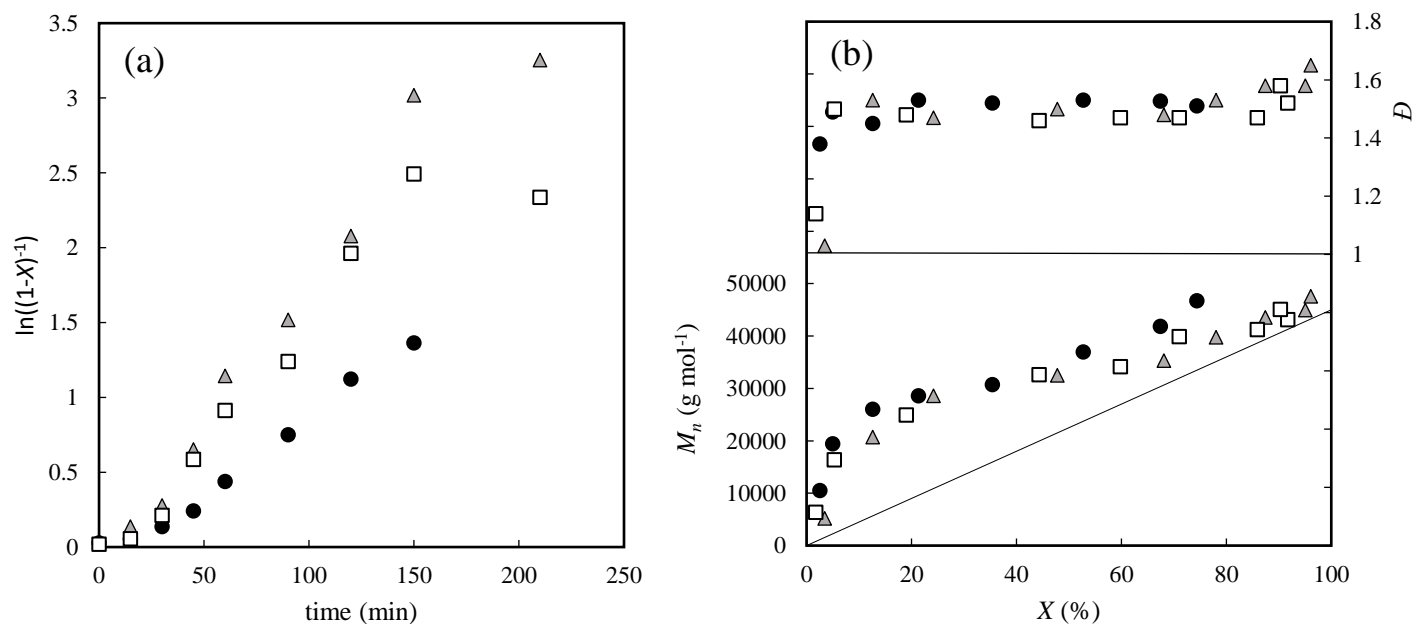 (a)
3.5
3
2.5
2
1.5
1
0.5
0
ln((1-X)⁻¹)
0 50 100 150 200 250
time (min)
(b)
1.8
1.6
1.4
1.2
1
Đ
50000
40000
30000
20000
10000
0
Mₙ (g mol⁻¹)
0 20 40 60 80 100
X (%)